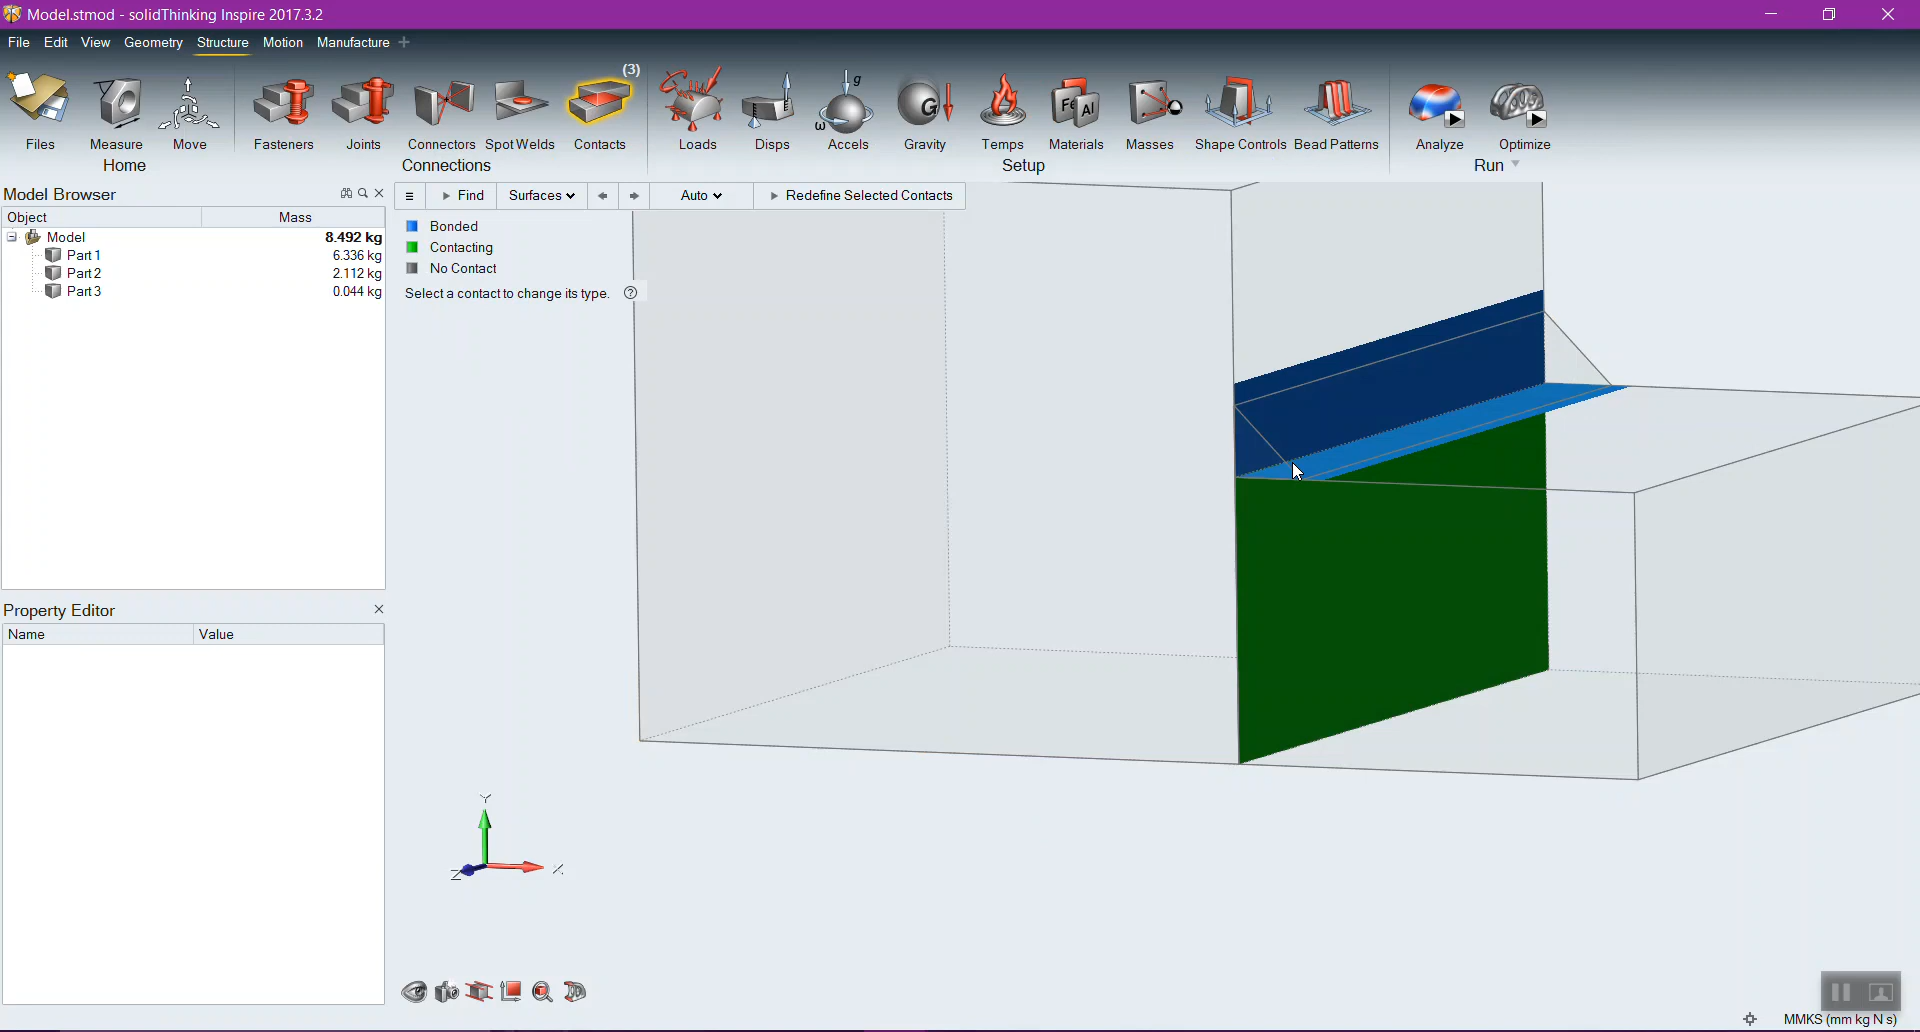 Model.stmod - solidThinking Inspire 2017.3.2
File Edit View Geometry Structure Motion Manufacture
(3)
Files Measure Move Fasteners Joints Connectors Spot Welds Contacts Loads Disps Accels Gravity Temps Materials Masses Shape Controls Bead Patterns Analyze Optimize
Home Connections Setup Run
g
ω
G
Fe
Al
Model Browser
Object Mass
Model 8.492 kg
Part 1 6.336 kg
Part 2 2.112 kg
Part 3 0.044 kg
Find Surfaces Auto Redefine Selected Contacts
Bonded
Contacting
No Contact
Select a contact to change its type. ?
Property Editor
Name Value
Y
X
Z
MMKS (mm kg N s)